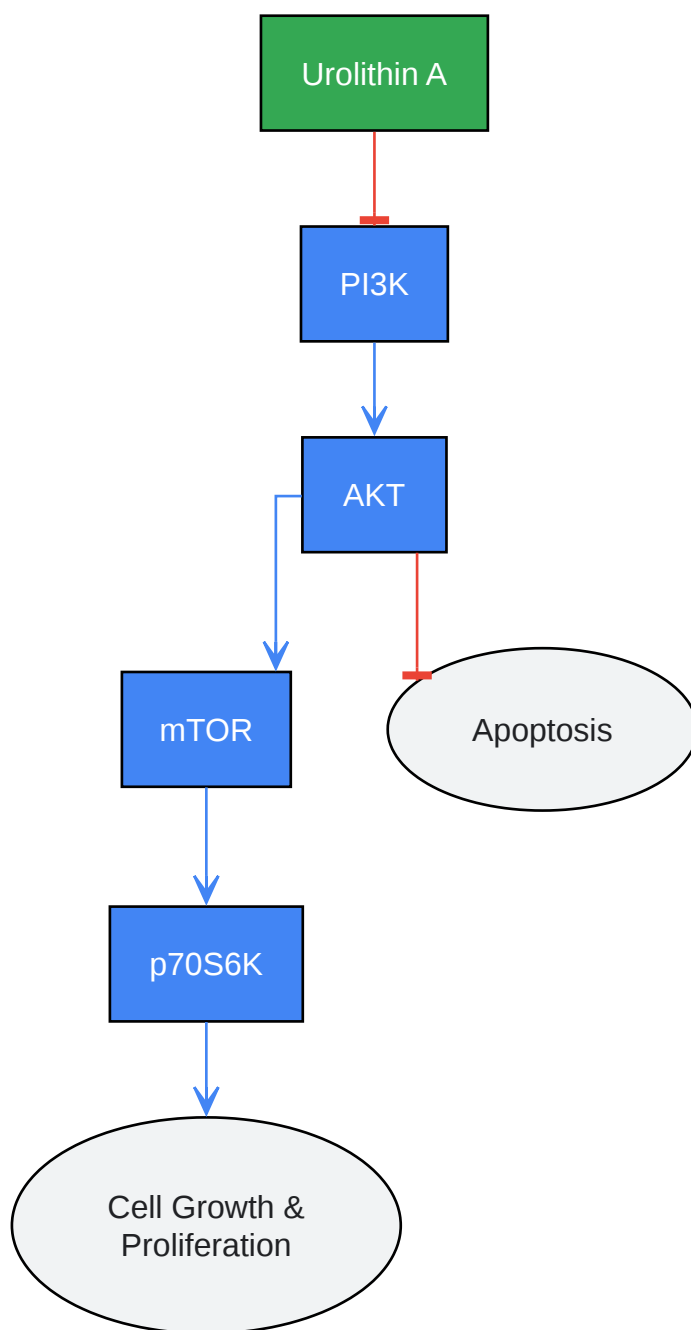 Urolithin A
PI3K
AKT
mTOR
Apoptosis
p70S6K
Cell Growth &
Proliferation